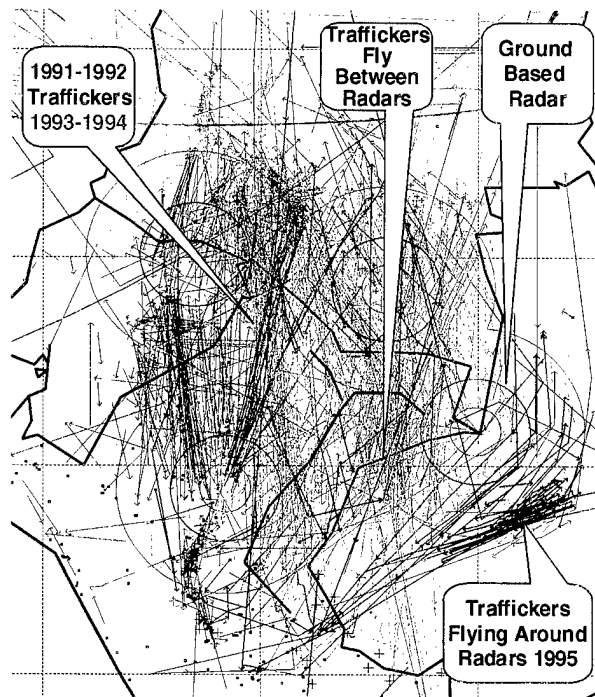 1991-1992
Traffickers
1993-1994
Traffickers
Fly
Between
Radars
Ground
Based
Radar
Traffickers
Flying Around
Radars 1995